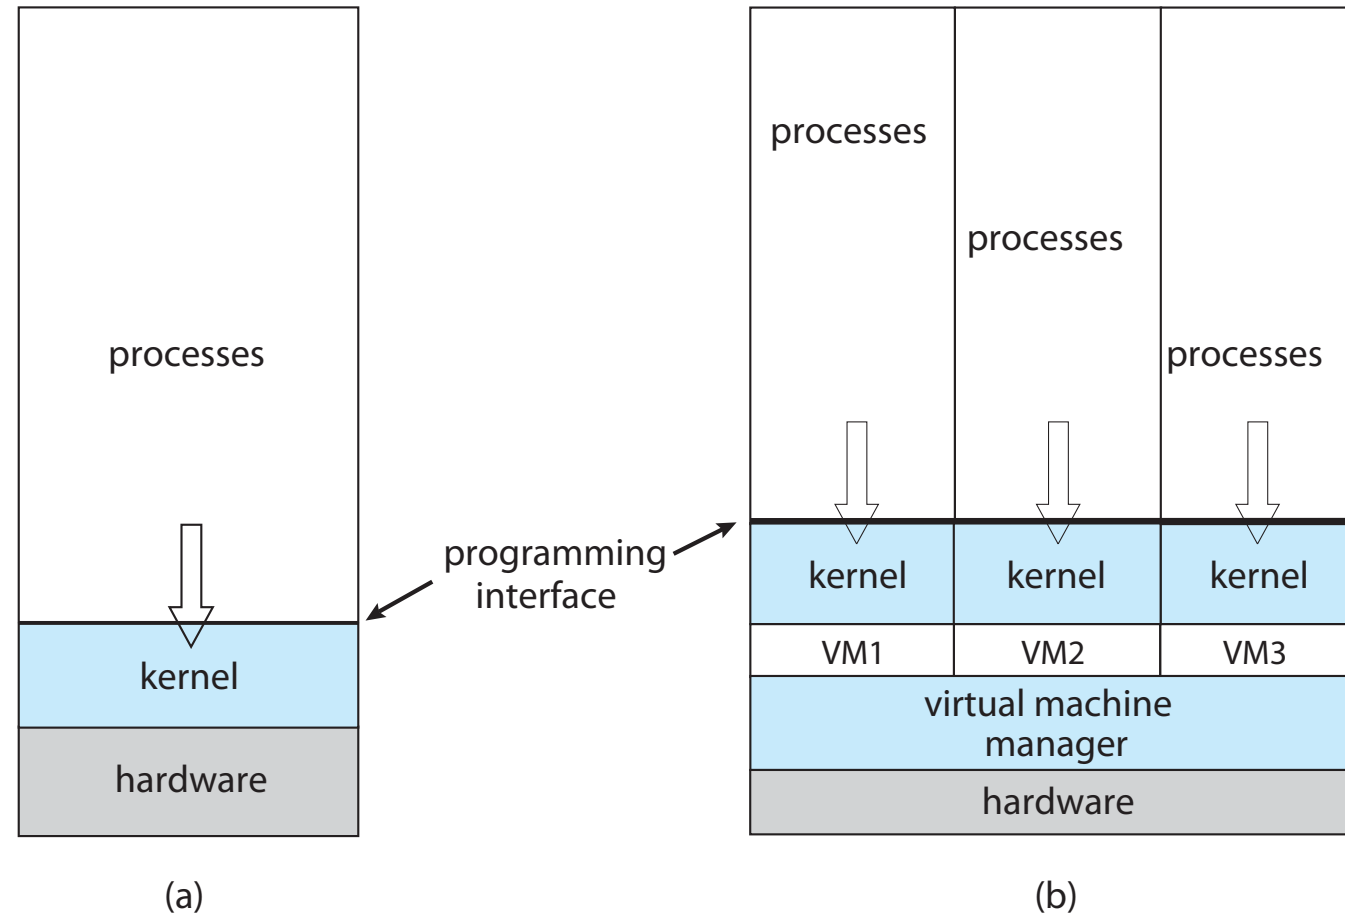 processes
kernel
hardware
(a)
programming
interface
processes
processes
processes
kernel
kernel
kernel
VM1
VM2
VM3
virtual machine
manager
hardware
(b)